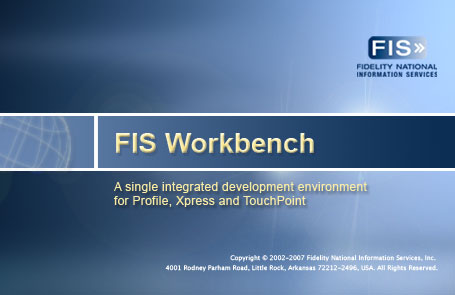 FIS»
FIDELITY NATIONAL
INFORMATION SERVICES
FIS Workbench
A single integrated development environment
for Profile, Xpress and TouchPoint
Copyright © 2002-2007 Fidelity National Information Services, Inc.
4001 Rodney Parham Road, Little Rock, Arkansas 72212-2496, USA. All Rights Reserved.